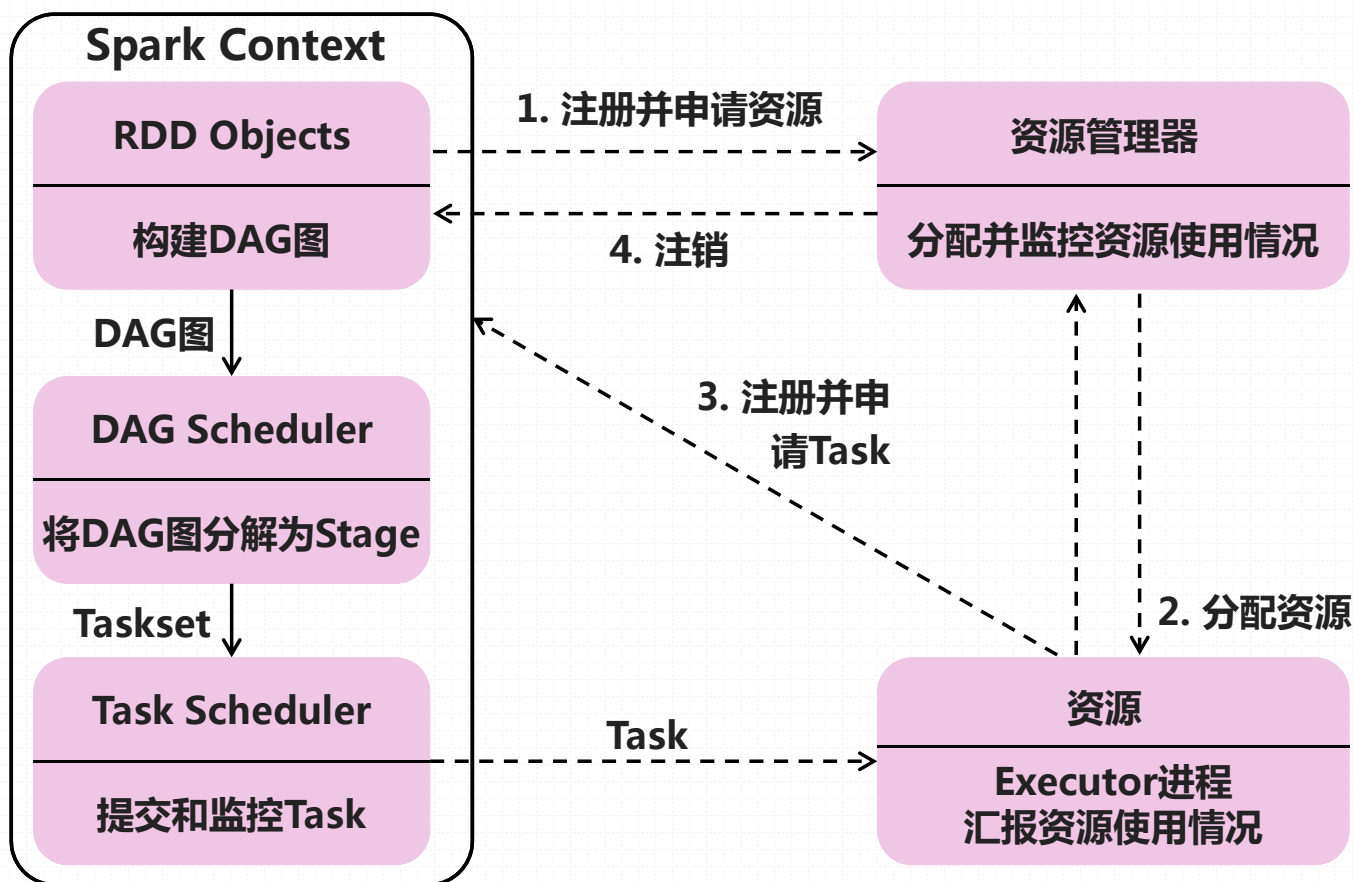 Spark Context
RDD Objects
构建DAG图
DAG图
DAG Scheduler
将DAG图分解为Stage
Taskset
Task Scheduler
提交和监控Task
1. 注册并申请资源
4. 注销
3. 注册并申
请Task
Task
资源管理器
分配并监控资源使用情况
2. 分配资源
资源
Executor进程
汇报资源使用情况